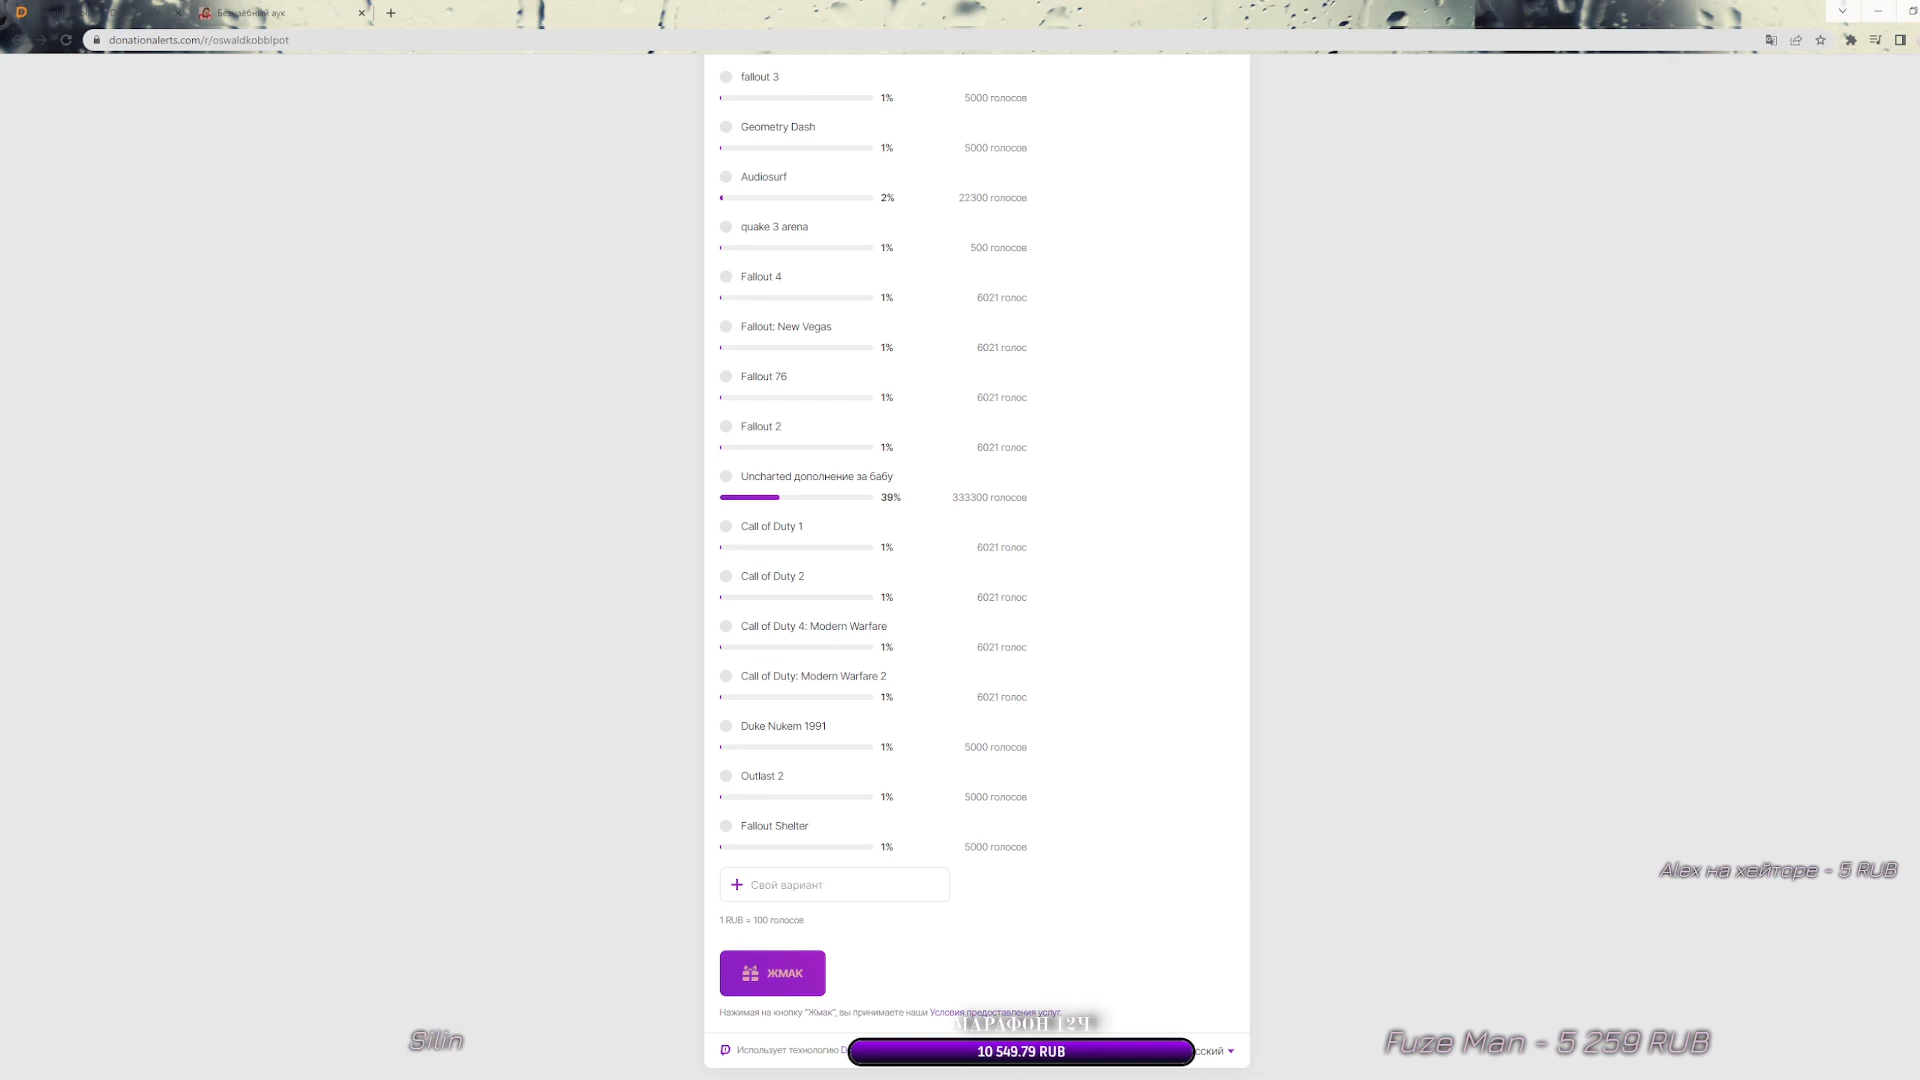 Безнаёбный аук
donationalerts.com/r/oswaldkobblpot
fallout 3
1% 5000 голосов
Geometry Dash
1% 5000 голосов
Audiosurf
2% 22300 голосов
quake 3 arena
1% 500 голосов
Fallout 4
1% 6021 голос
Fallout: New Vegas
1% 6021 голос
Fallout 76
1% 6021 голос
Fallout 2
1% 6021 голос
Uncharted дополнение за бабу
39% 333300 голосов
Call of Duty 1
1% 6021 голос
Call of Duty 2
1% 6021 голос
Call of Duty 4: Modern Warfare
1% 6021 голос
Call of Duty: Modern Warfare 2
1% 6021 голос
Duke Nukem 1991
1% 5000 голосов
Outlast 2
1% 5000 голосов
Fallout Shelter
1% 5000 голосов
Свой вариант
Alex на хейторе - 5 RUB
1 RUB = 100 голосов
ЖМАК
Нажимая на кнопку "Жмак", вы принимаете наши Условия предоставления услуг.
МАРАФОН 12Ч
Silin
Fuze Man - 5 259 RUB
Использует технологию D
10 549.79 RUB
сский